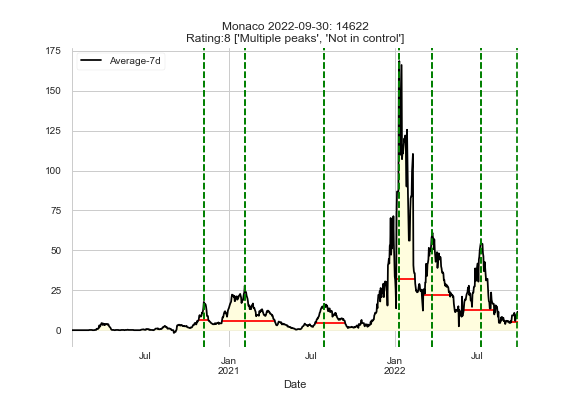 Monaco 2022-09-30: 14622
Rating:8 ['Multiple peaks', 'Not in control']
Average-7d
175
150
125
100
75
50
25
0
Jul
Jan
2021
Jul
Jan
2022
Jul
Date